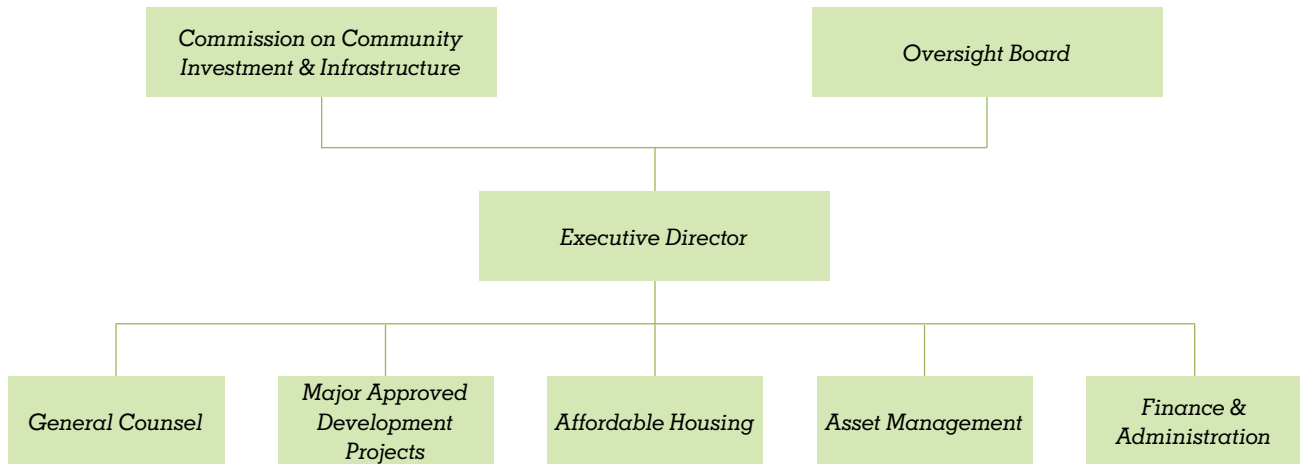 Commission on Community
Investment & Infrastructure
Oversight Board
Executive Director
General Counsel
Major Approved
Development
Projects
Affordable Housing
Asset Management
Finance &
Administration